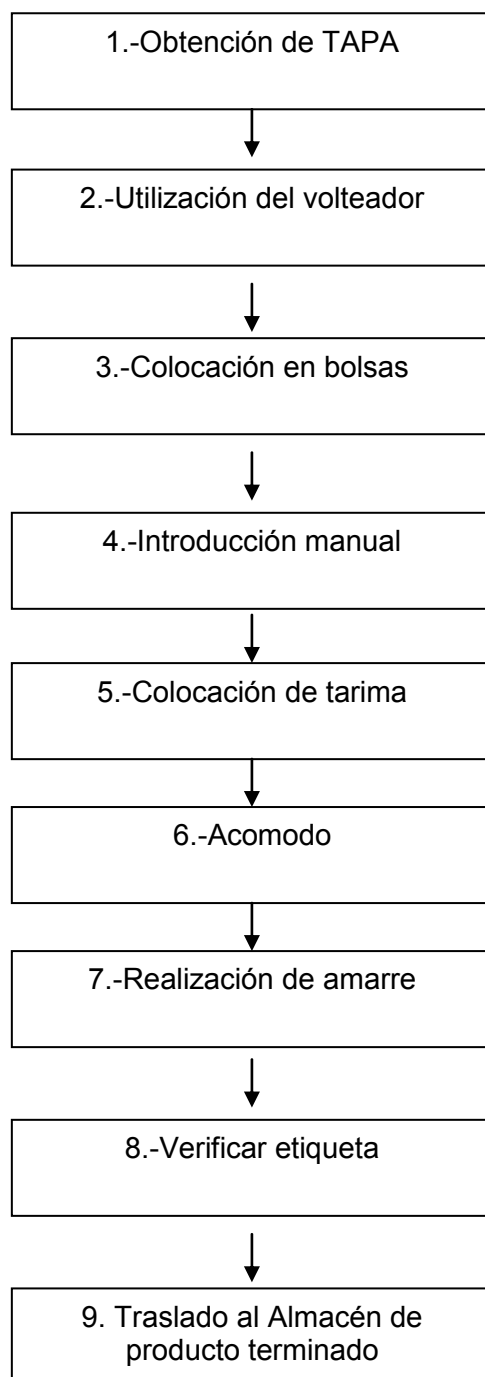 1.-Obtención de TAPA
2.-Utilización del volteador
3.-Colocación en bolsas
4.-Introducción manual
5.-Colocación de tarima
6.-Acomodo
7.-Realización de amarre
8.-Verificar etiqueta
9. Traslado al Almacén de
producto terminado